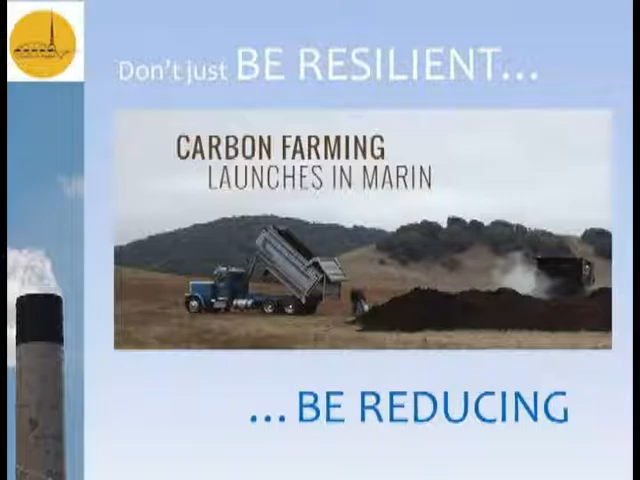 Don't just BE RESILIENT...
CARBON FARMING
LAUNCHES IN MARIN
... BE REDUCING